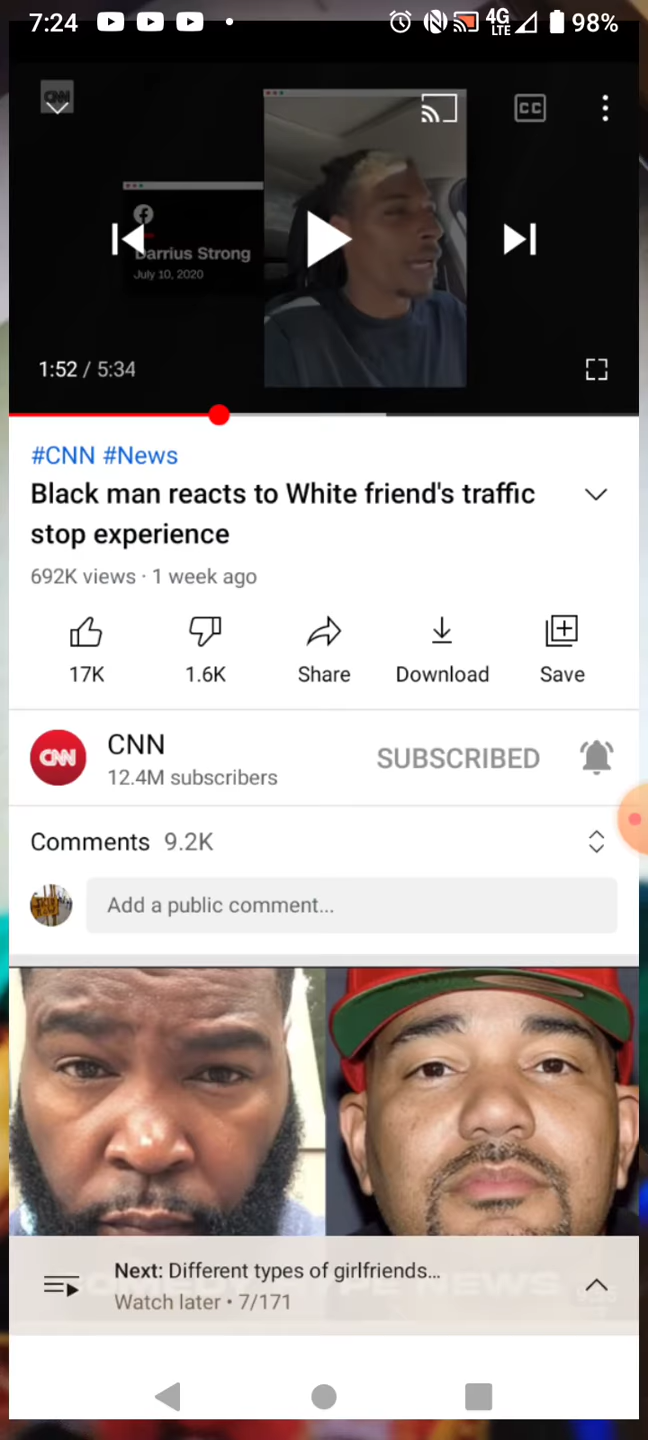 7:24
4G
LTE
98%
CNN
CC
Darrius Strong
July 10, 2020
1:52 / 5:34
#CNN #News
Black man reacts to White friend's traffic
stop experience
692K views · 1 week ago
17K
1.6K
Share
Download
Save
CNN
CNN
12.4M subscribers
SUBSCRIBED
Comments 9.2K
Add a public comment...
Next: Different types of girlfriends...
Watch later • 7/171